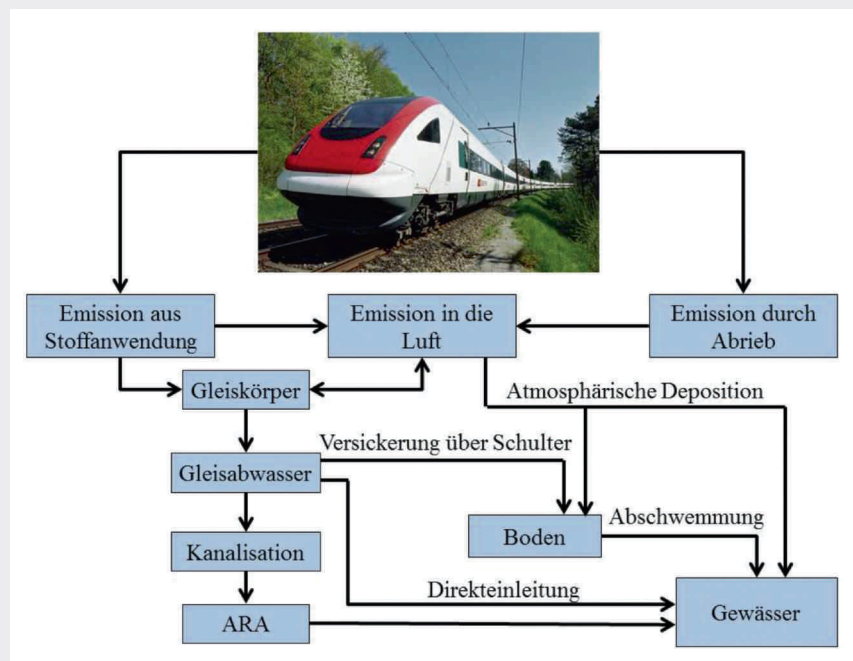 Emission aus
Stoffanwendung
Emission in die
Luft
Emission durch
Abrieb
Gleiskörper
Atmosphärische Deposition
Versickerung über Schulter
Gleisabwasser
Abschwemmung
Boden
Kanalisation
Direkteinleitung
Gewässer
ARA